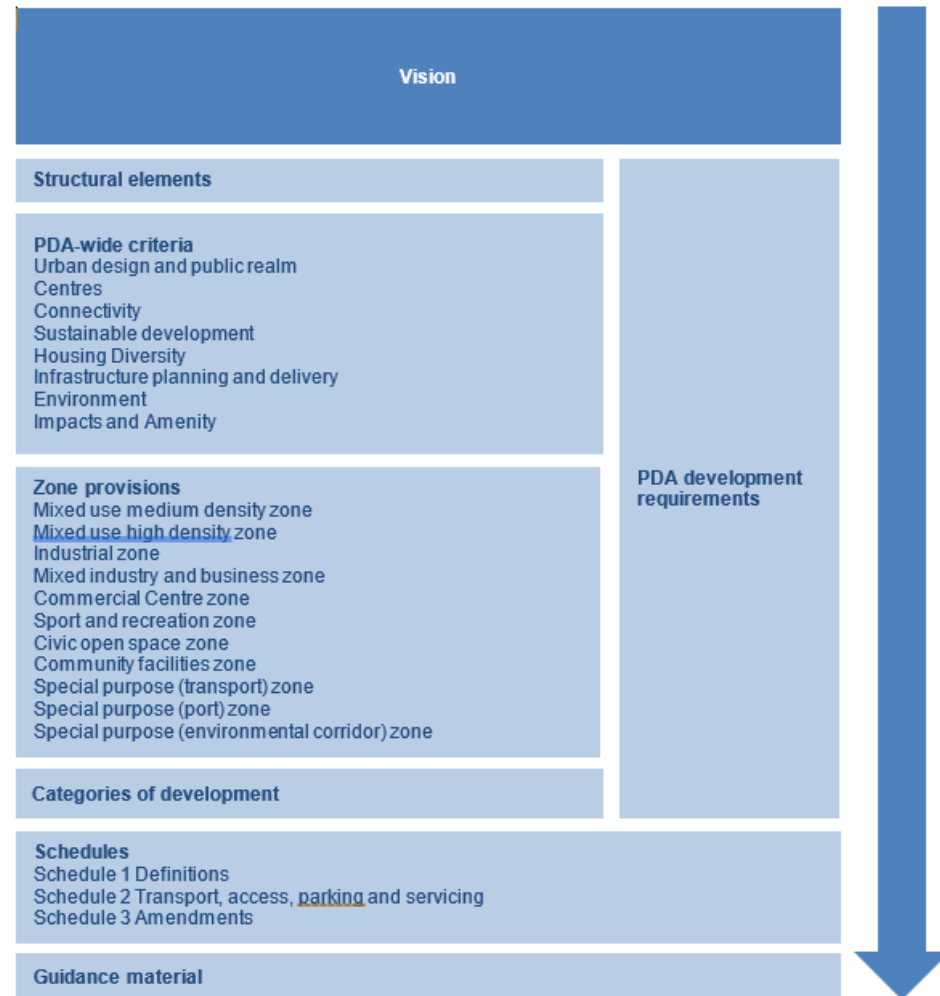 Vision
Structural elements
PDA-wide criteria
Urban design and public realm
Centres
Connectivity
Sustainable development
Housing Diversity
Infrastructure planning and delivery
Environment
Impacts and Amenity
Zone provisions
Mixed use medium density zone
Mixed use high density zone
Industrial zone
Mixed industry and business zone
Commercial Centre zone
Sport and recreation zone
Civic open space zone
Community facilities zone
Special purpose (transport) zone
Special purpose (port) zone
Special purpose (environmental corridor) zone
Categories of development
PDA development
requirements
Schedules
Schedule 1 Definitions
Schedule 2 Transport, access, parking and servicing
Schedule 3 Amendments
Guidance material